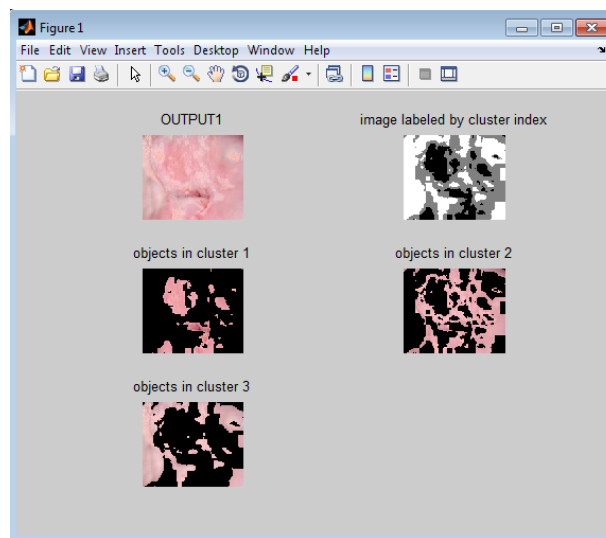 Figure 1
File Edit View Insert Tools Desktop Window Help
OUTPUT1
image labeled by cluster index
objects in cluster 1
objects in cluster 2
objects in cluster 3